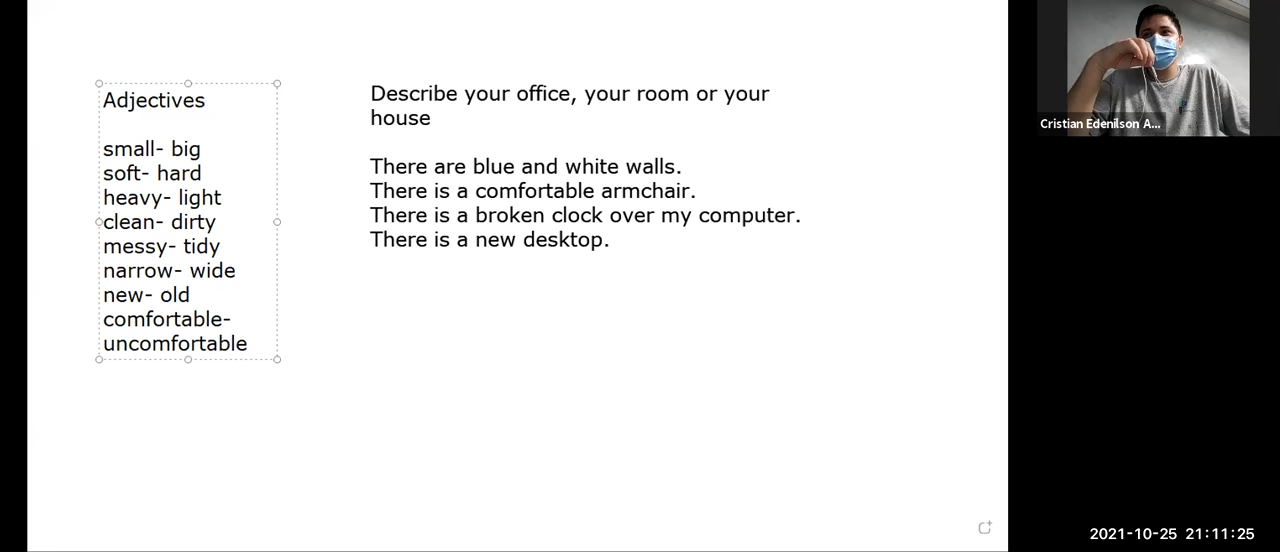 Adjectives
small- big
soft- hard
heavy- light
clean- dirty
messy- tidy
narrow- wide
new- old
comfortable-
uncomfortable
Describe your office, your room or your
house
There are blue and white walls.
There is a comfortable armchair.
There is a broken clock over my computer.
There is a new desktop.
Cristian Edenilson A...
2021-10-25 21:11:25